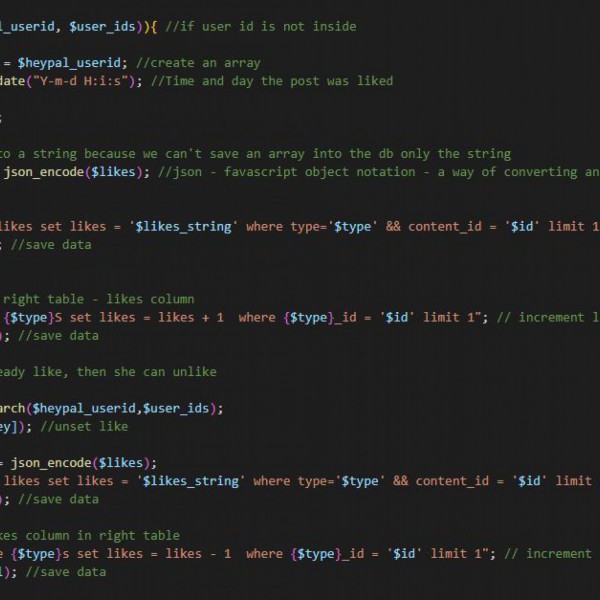 l_userid, $user_ids)){ //if user id is not inside
= $heypal_userid; //create an array
date("Y-m-d H:i:s"); //Time and day the post was liked
;
to a string because we can't save an array into the db only the string
json_encode($likes); //json - favascript object notation - a way of converting an
likes set likes = '$likes_string' where type='$type' && content_id = '$id' limit 1
; //save data
right table - likes column
{$type}S set likes = likes + 1  where {$type}_id = '$id' limit 1"; // increment l
); //save data
eady like, then she can unlike
arch($heypal_userid,$user_ids);
ey]); //unset like
= json_encode($likes);
likes set likes = '$likes_string' where type='$type' && content_id = '$id' limit
); //save data
kes column in right table
e {$type}s set likes = likes - 1  where {$type}_id = '$id' limit 1"; // increment
l); //save data